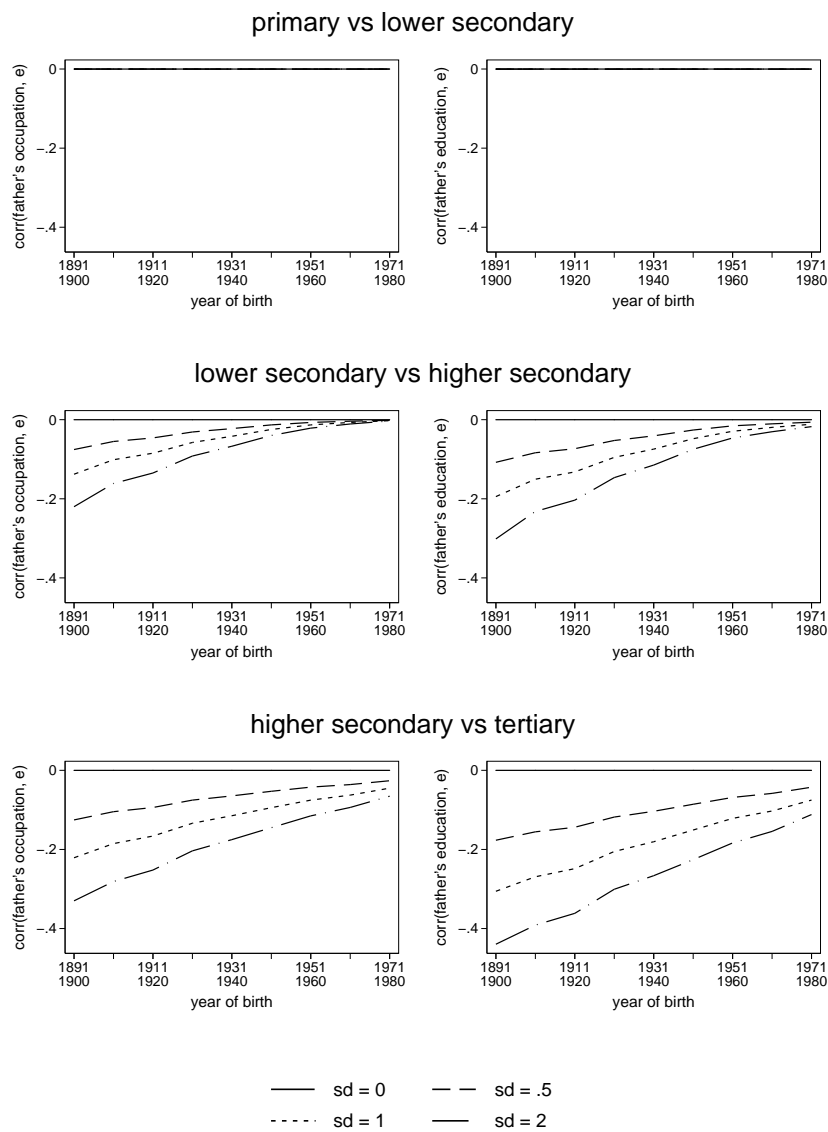 primary vs lower secondary
corr(father's occupation, e)
0
−.2
−.4
1891 1911 1931 1951 1971
1900 1920 1940 1960 1980
year of birth
corr(father's education, e)
0
−.2
−.4
1891 1911 1931 1951 1971
1900 1920 1940 1960 1980
year of birth
lower secondary vs higher secondary
corr(father's occupation, e)
0
−.2
−.4
1891 1911 1931 1951 1971
1900 1920 1940 1960 1980
year of birth
corr(father's education, e)
0
−.2
−.4
1891 1911 1931 1951 1971
1900 1920 1940 1960 1980
year of birth
higher secondary vs tertiary
corr(father's occupation, e)
0
−.2
−.4
1891 1911 1931 1951 1971
1900 1920 1940 1960 1980
year of birth
corr(father's education, e)
0
−.2
−.4
1891 1911 1931 1951 1971
1900 1920 1940 1960 1980
year of birth
sd = 0 sd = .5
sd = 1 sd = 2